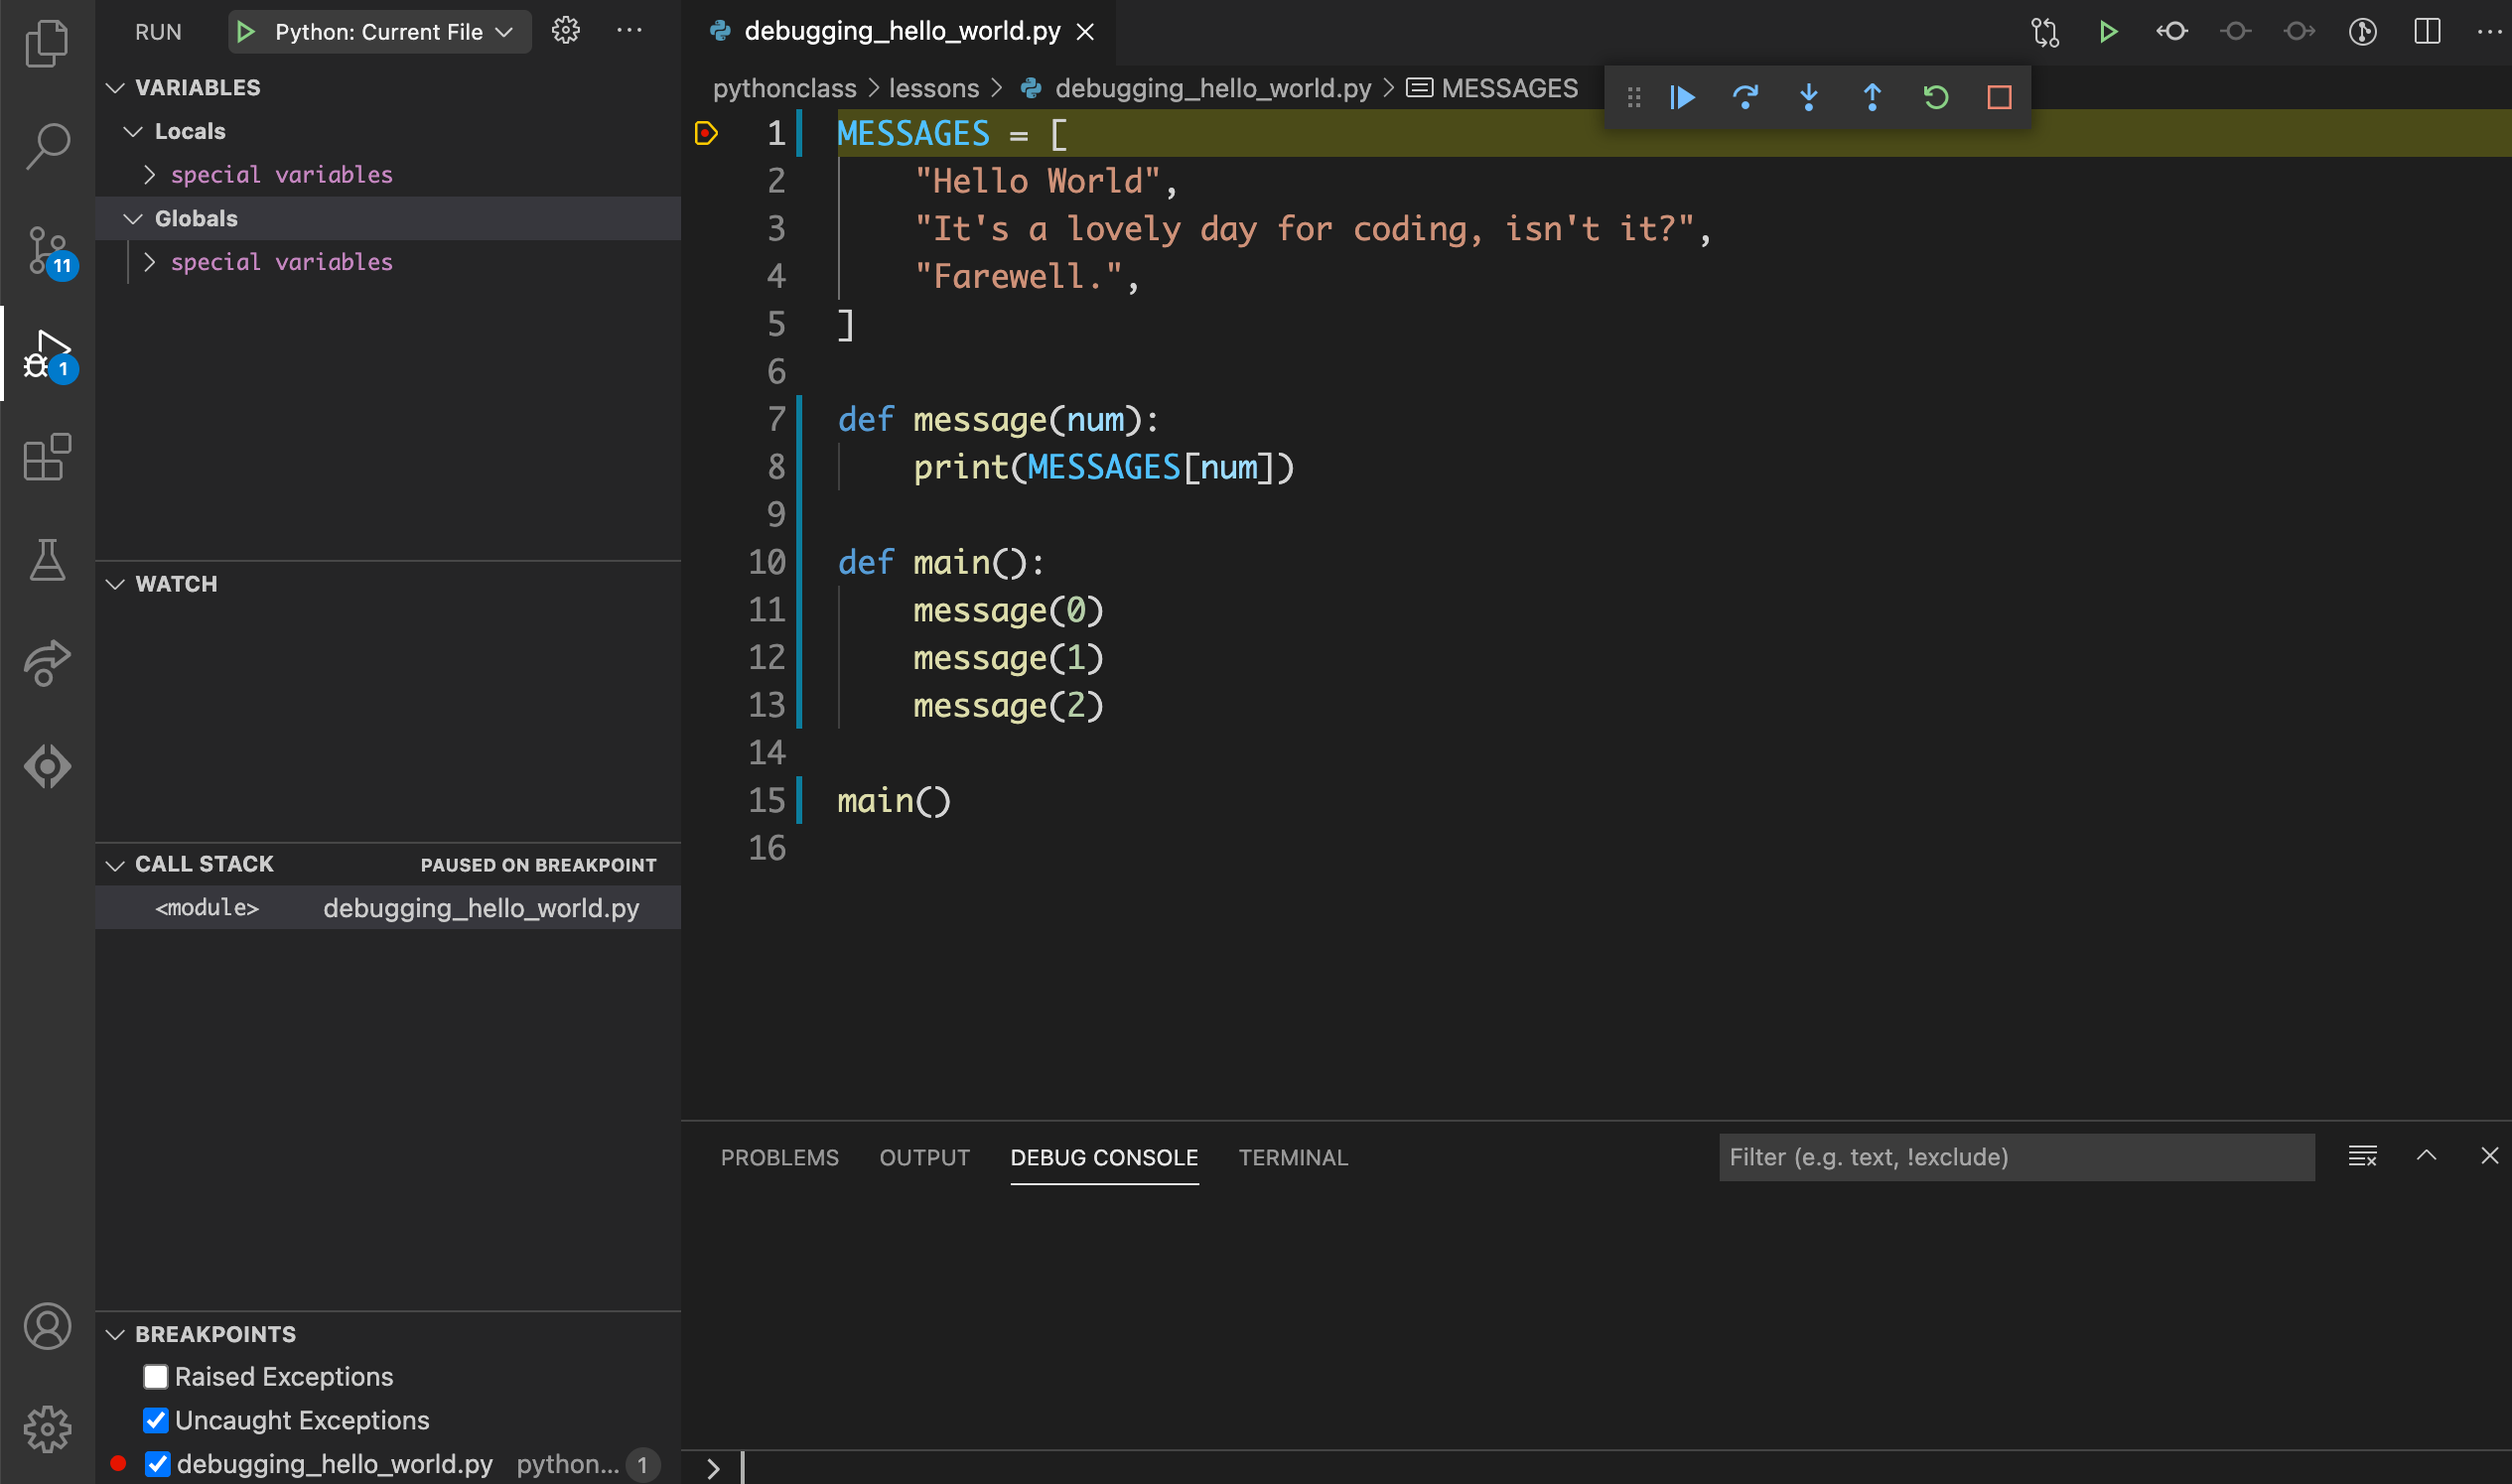 RUN
Python: Current File
VARIABLES
Locals
special variables
Globals
special variables
11
1
WATCH
CALL STACK PAUSED ON BREAKPOINT
<module> debugging_hello_world.py
BREAKPOINTS
Raised Exceptions
Uncaught Exceptions
debugging_hello_world.py python... 1
debugging_hello_world.py
pythonclass > lessons > debugging_hello_world.py > MESSAGES
1 MESSAGES = [
2     "Hello World",
3     "It's a lovely day for coding, isn't it?",
4     "Farewell.",
5 ]
6
7 def message(num):
8     print(MESSAGES[num])
9
10 def main():
11     message(0)
12     message(1)
13     message(2)
14
15 main()
16
PROBLEMS OUTPUT DEBUG CONSOLE TERMINAL Filter (e.g. text, !exclude)
>